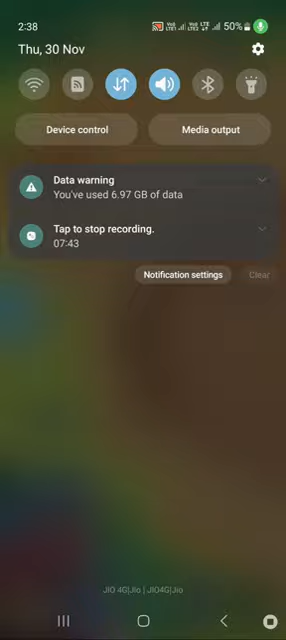 2:38
50%
Thu, 30 Nov
Device control
Media output
Data warning
You've used 6.97 GB of data
Tap to stop recording.
07:43
Notification settings
Clear
JIO 4G|Jio | JIO4G|Jio